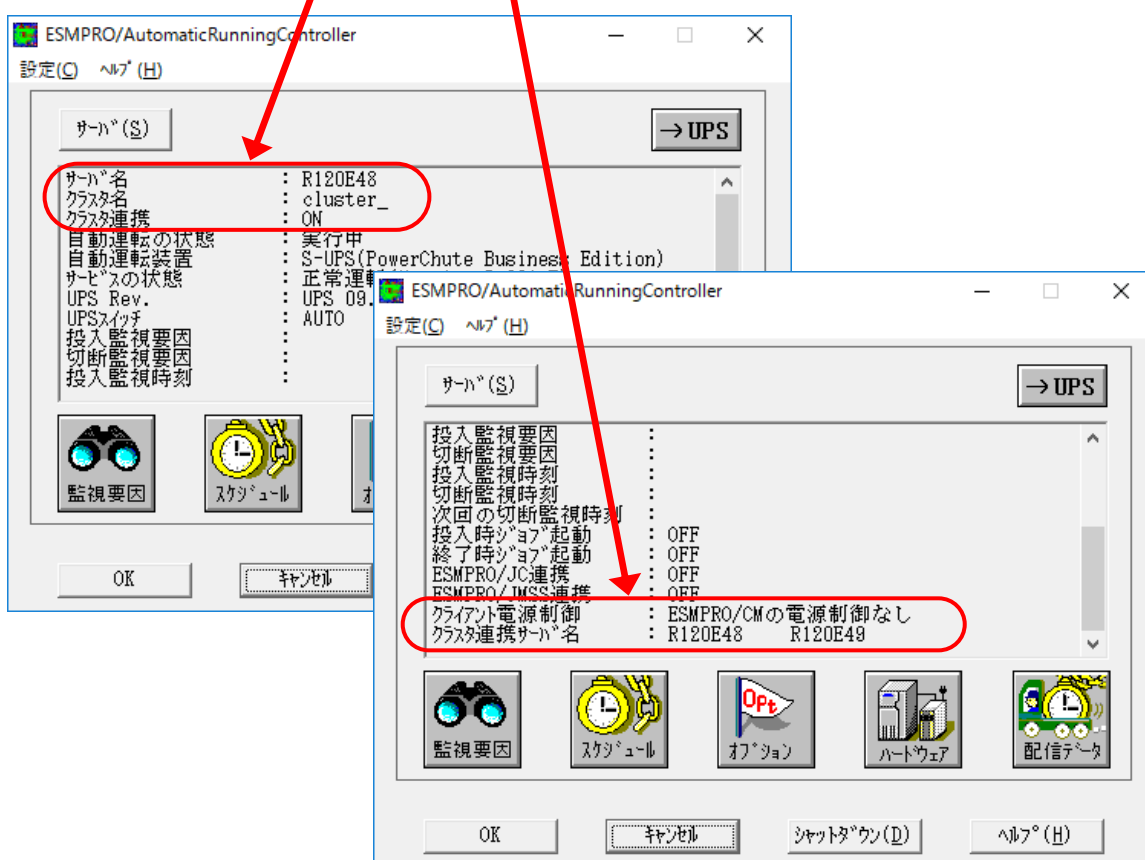 ESMPRO/AutomaticRunningController
設定(C) ヘルプ(H)
サーバ(S)
→UPS
サーバ名 : R120E48
クラスタ名 : cluster_
クラスタ連携 : ON
自動運転の状態 : 実行中
自動運転装置 : S-UPS(PowerChute Business Edition)
サービスの状態 : 正常運転
UPS Rev. : UPS 09.
UPSスイッチ : AUTO
投入監視要因 :
切断監視要因 :
投入監視時刻 :
監視要因
スケジュール
OK
キャンセル
ESMPRO/AutomaticRunningController
設定(C) ヘルプ(H)
サーバ(S)
→UPS
投入監視要因 :
切断監視要因 :
投入監視時刻 :
切断監視時刻 :
次回の切断監視時刻 :
投入時ジョブ起動 : OFF
終了時ジョブ起動 : OFF
ESMPRO/JC連携 : OFF
ESMPRO/JMSS連携 : OFF
クライアント電源制御 : ESMPRO/CMの電源制御なし
クラスタ連携サーバ名 : R120E48 R120E49
監視要因
スケジュール
Opt
オプション
ハードウェア
配信データ
OK
キャンセル
シャットダウン(D)
ヘルプ(H)